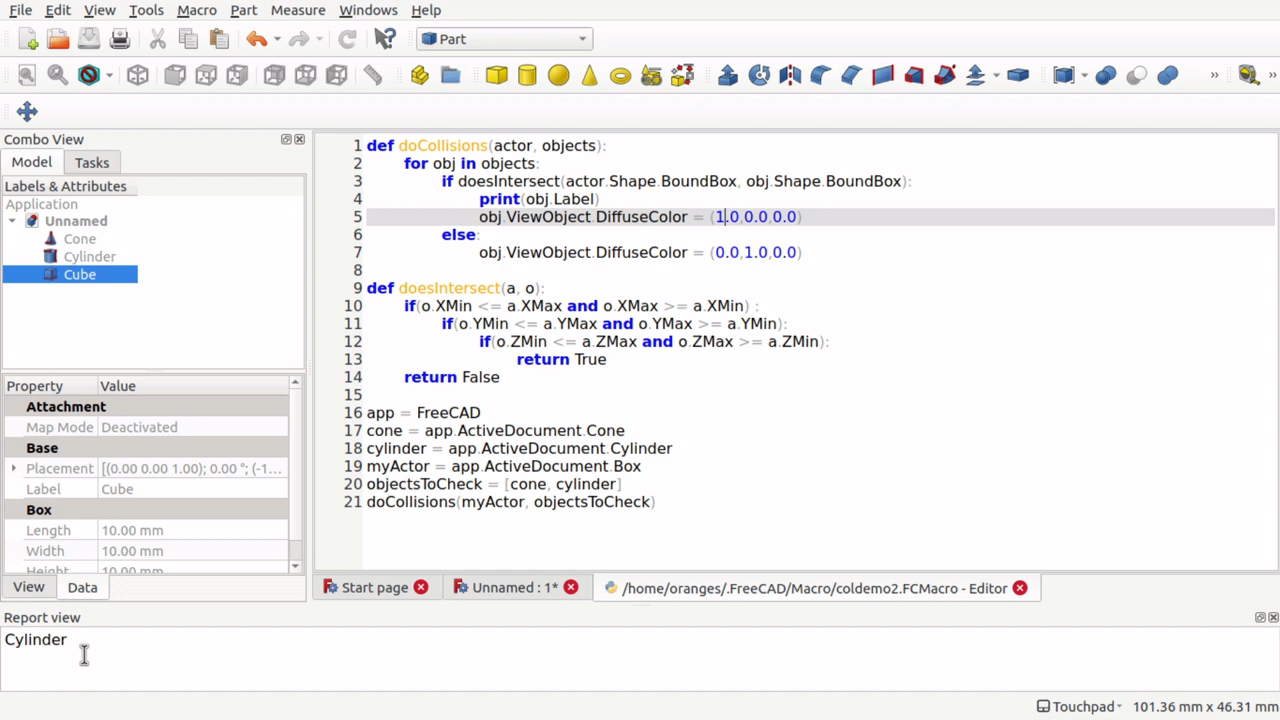 File Edit View Tools Macro Part Measure Windows Help
Part
Combo View
Model Tasks
Labels & Attributes
Application
Unnamed
Cone
Cylinder
Cube
Property Value
Attachment
Map Mode Deactivated
Base
Placement [(0.00 0.00 1.00); 0.00 °; (-1...
Label Cube
Box
Length 10.00 mm
Width 10.00 mm
Height 10.00 mm
View Data
1 def doCollisions(actor, objects):
2 for obj in objects:
3 if doesIntersect(actor.Shape.BoundBox, obj.Shape.BoundBox):
4 print(obj.Label)
5 obj.ViewObject.DiffuseColor = (1.0,0.0,0.0)
6 else:
7 obj.ViewObject.DiffuseColor = (0.0,1.0,0.0)
8
9 def doesIntersect(a, o):
10 if(o.XMin <= a.XMax and o.XMax >= a.XMin) :
11 if(o.YMin <= a.YMax and o.YMax >= a.YMin):
12 if(o.ZMin <= a.ZMax and o.ZMax >= a.ZMin):
13 return True
14 return False
15
16 app = FreeCAD
17 cone = app.ActiveDocument.Cone
18 cylinder = app.ActiveDocument.Cylinder
19 myActor = app.ActiveDocument.Box
20 objectsToCheck = [cone, cylinder]
21 doCollisions(myActor, objectsToCheck)
Start page Unnamed : 1* /home/oranges/.FreeCAD/Macro/coldemo2.FCMacro - Editor
Report view
Cylinder
Touchpad 101.36 mm x 46.31 mm